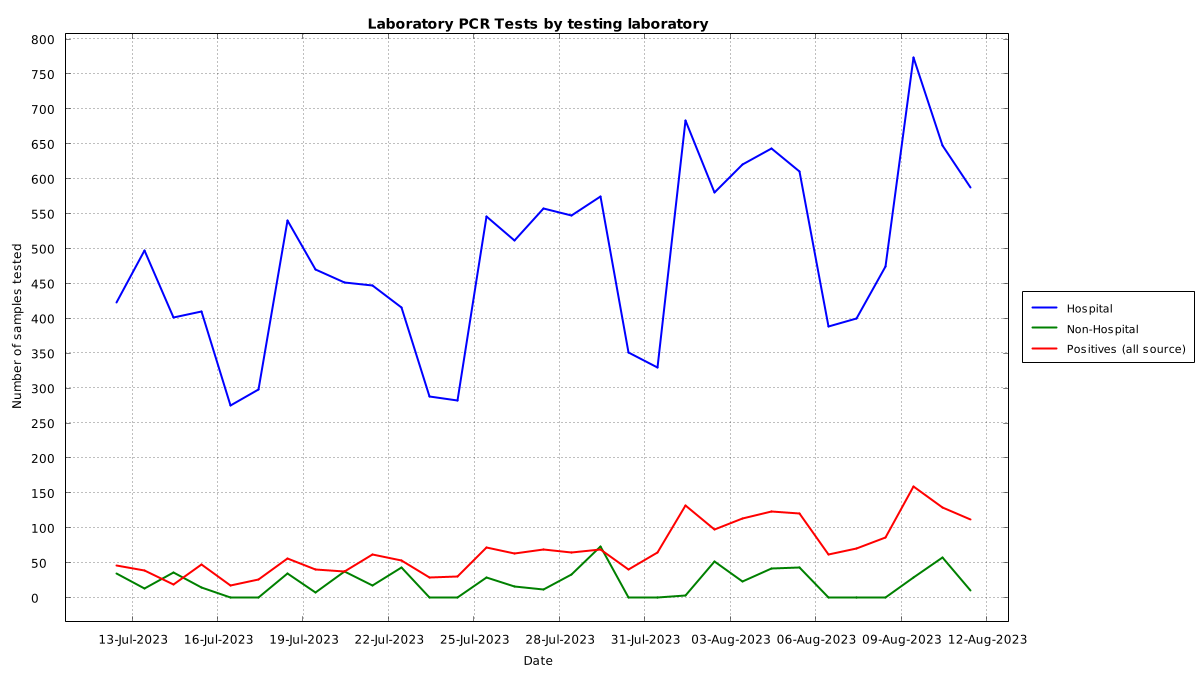 Laboratory PCR Tests by testing laboratory
800
750
700
650
600
550
500
450
400
350
300
250
200
150
100
50
0
Number of samples tested
13-Jul-2023 16-Jul-2023 19-Jul-2023 22-Jul-2023 25-Jul-2023 28-Jul-2023 31-Jul-2023 03-Aug-2023 06-Aug-2023 09-Aug-2023 12-Aug-2023
Date
Hospital
Non-Hospital
Positives (all source)